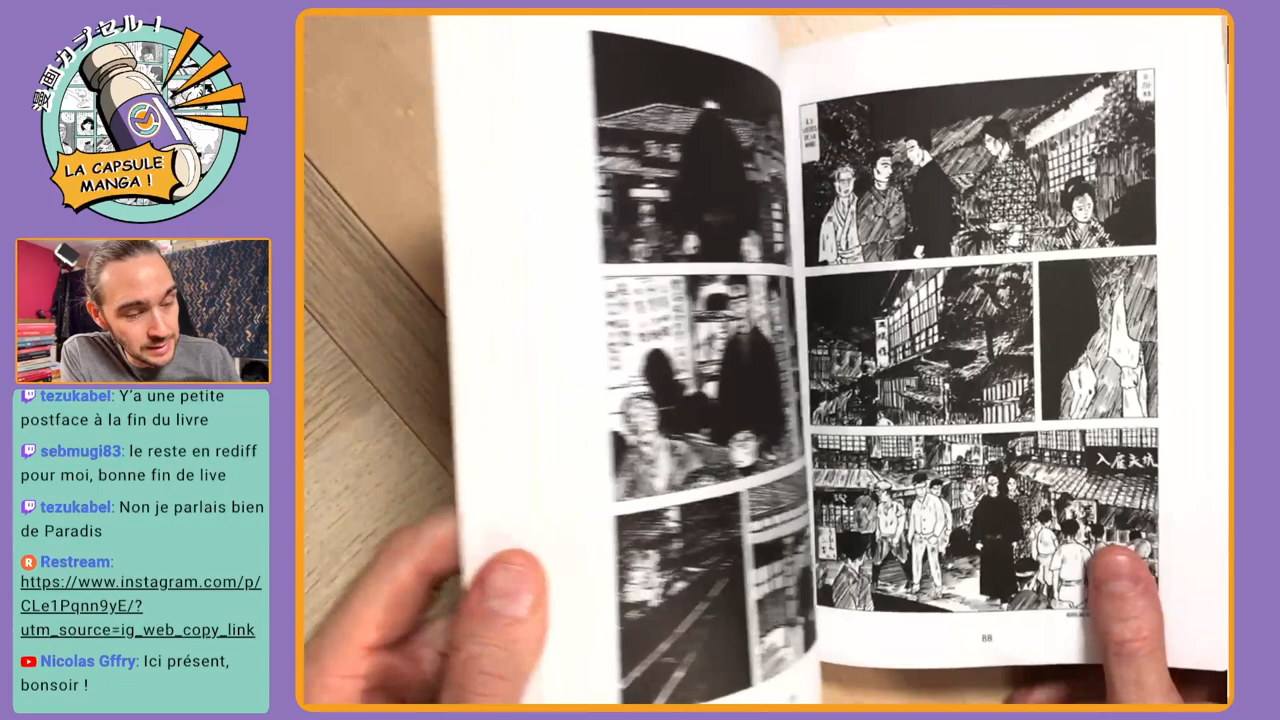 漫画カプセル!
LA CAPSULE
MANGA !
tezukabel: Y'a une petite
postface à la fin du livre
sebmugi83: le reste en rediff
pour moi, bonne fin de live
tezukabel: Non je parlais bien
de Paradis
Restream:
https://www.instagram.com/p/
CLe1Pqnn9yE/?
utm_source=ig_web_copy_link
Nicolas Gffry: Ici présent,
bonsoir !
88